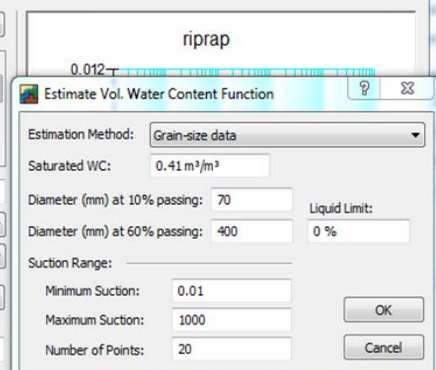 riprap
0.012
Estimate Vol. Water Content Function
Estimation Method: Grain-size data
Saturated WC: 0.41 m³/m³
Diameter (mm) at 10% passing: 70
Liquid Limit:
Diameter (mm) at 60% passing: 400 0 %
Suction Range:
Minimum Suction: 0.01
Maximum Suction: 1000 OK
Number of Points: 20 Cancel